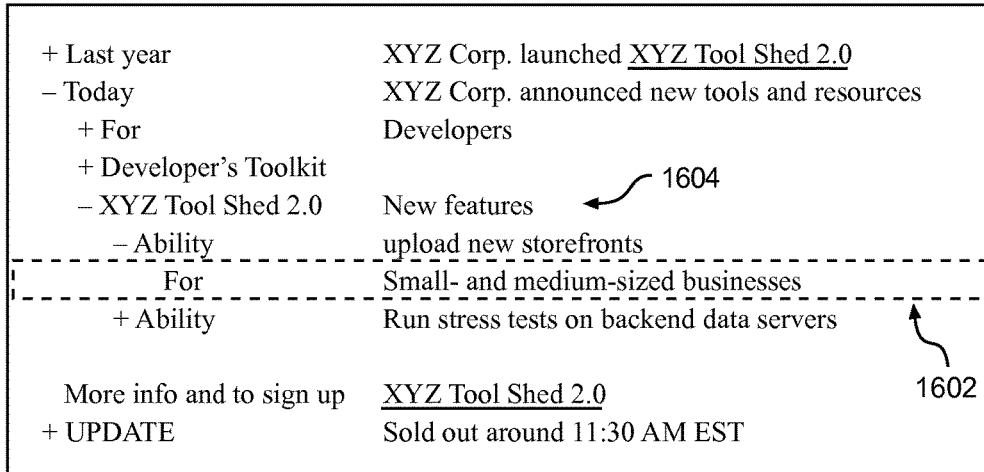 + Last year XYZ Corp. launched XYZ Tool Shed 2.0
– Today XYZ Corp. announced new tools and resources
+ For Developers
+ Developer’s Toolkit
1604
– XYZ Tool Shed 2.0 New features
– Ability upload new storefronts
For Small- and medium-sized businesses
+ Ability Run stress tests on backend data servers
1602
More info and to sign up XYZ Tool Shed 2.0
+ UPDATE Sold out around 11:30 AM EST